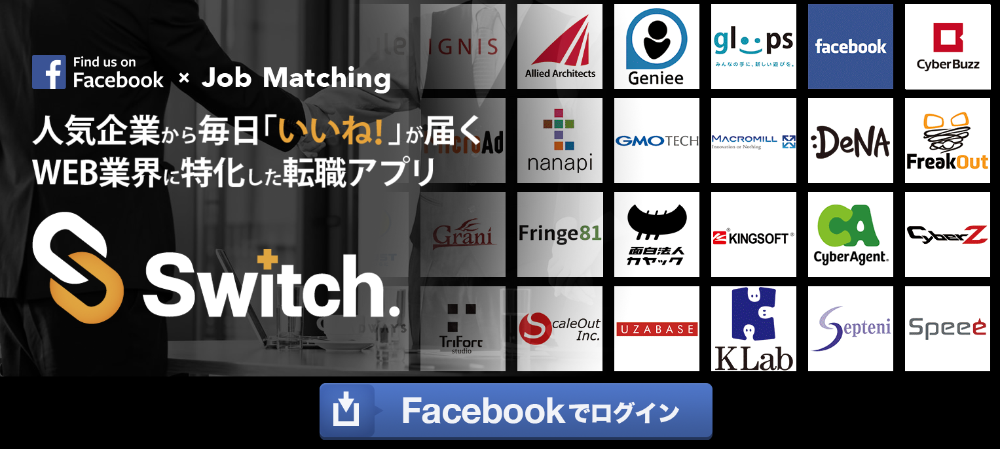 Find us on
Facebook × Job Matching
人気企業から毎日「いいね!」が届く
WEB業界に特化した転職アプリ
Switch.
IGNIS
Allied Architects
Geniee
gloops
みんなの手に、新しい遊びを。
facebook
CyberBuzz
MicroAd
nanapi
GMOTECH
MACROMILL
Innovation or Nothing
:DeNA
FreakOut
Grani
Fringe81
面白法人
カヤック
KINGSOFT®
CyberAgent®
CyberZ
TriFort
studio
ScaleOut
Inc.
UZABASE
KLab
Septeni
Speee
Facebookでログイン